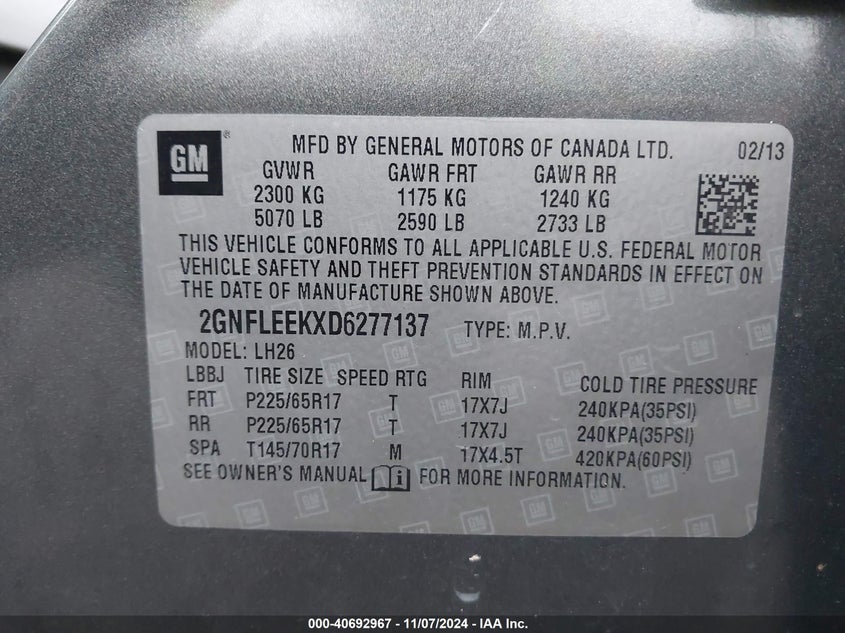 GM ® MFD BY GENERAL MOTORS OF CANADA LTD. 02/13
GVWR GAWR FRT GAWR RR
2300 KG 1175 KG 1240 KG
5070 LB 2590 LB 2733 LB
THIS VEHICLE CONFORMS TO ALL APPLICABLE U.S. FEDERAL MOTOR
VEHICLE SAFETY AND THEFT PREVENTION STANDARDS IN EFFECT ON
THE DATE OF MANUFACTURE SHOWN ABOVE.
2GNFLEEKXD6277137 TYPE: M.P.V.
MODEL: LH26
LBBJ TIRE SIZE SPEED RTG RIM COLD TIRE PRESSURE
FRT P225/65R17 T 17X7J 240KPA(35PSI)
RR P225/65R17 T 17X7J 240KPA(35PSI)
SPA T145/70R17 M 17X4.5T 420KPA(60PSI)
SEE OWNER'S MANUAL i FOR MORE INFORMATION.
000-40692967 - 11/07/2024 - IAA Inc.